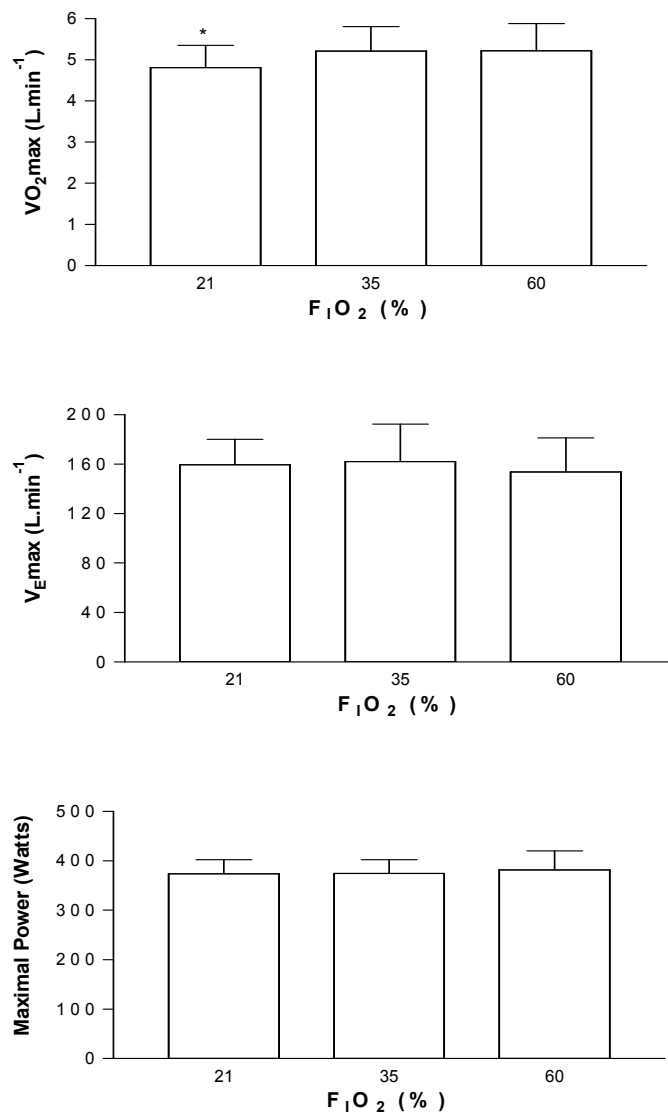 6
*
5
4
3
2
1
0
VO₂max (L.min⁻¹)
21 35 60
FIO₂ (%)
200
160
120
80
40
0
VEmax (L.min⁻¹)
21 35 60
FIO₂ (%)
500
400
300
200
100
0
Maximal Power (Watts)
21 35 60
FIO₂ (%)